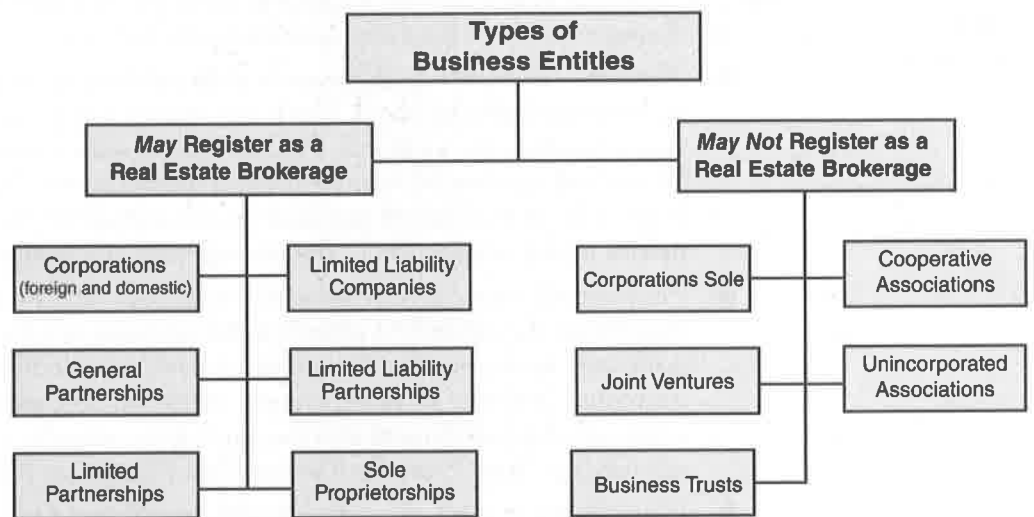 Types of
Business Entities
May Register as a
Real Estate Brokerage
May Not Register as a
Real Estate Brokerage
Corporations
(foreign and domestic)
Limited Liability
Companies
General
Partnerships
Limited Liability
Partnerships
Limited
Partnerships
Sole
Proprietorships
Corporations Sole
Cooperative
Associations
Joint Ventures
Unincorporated
Associations
Business Trusts